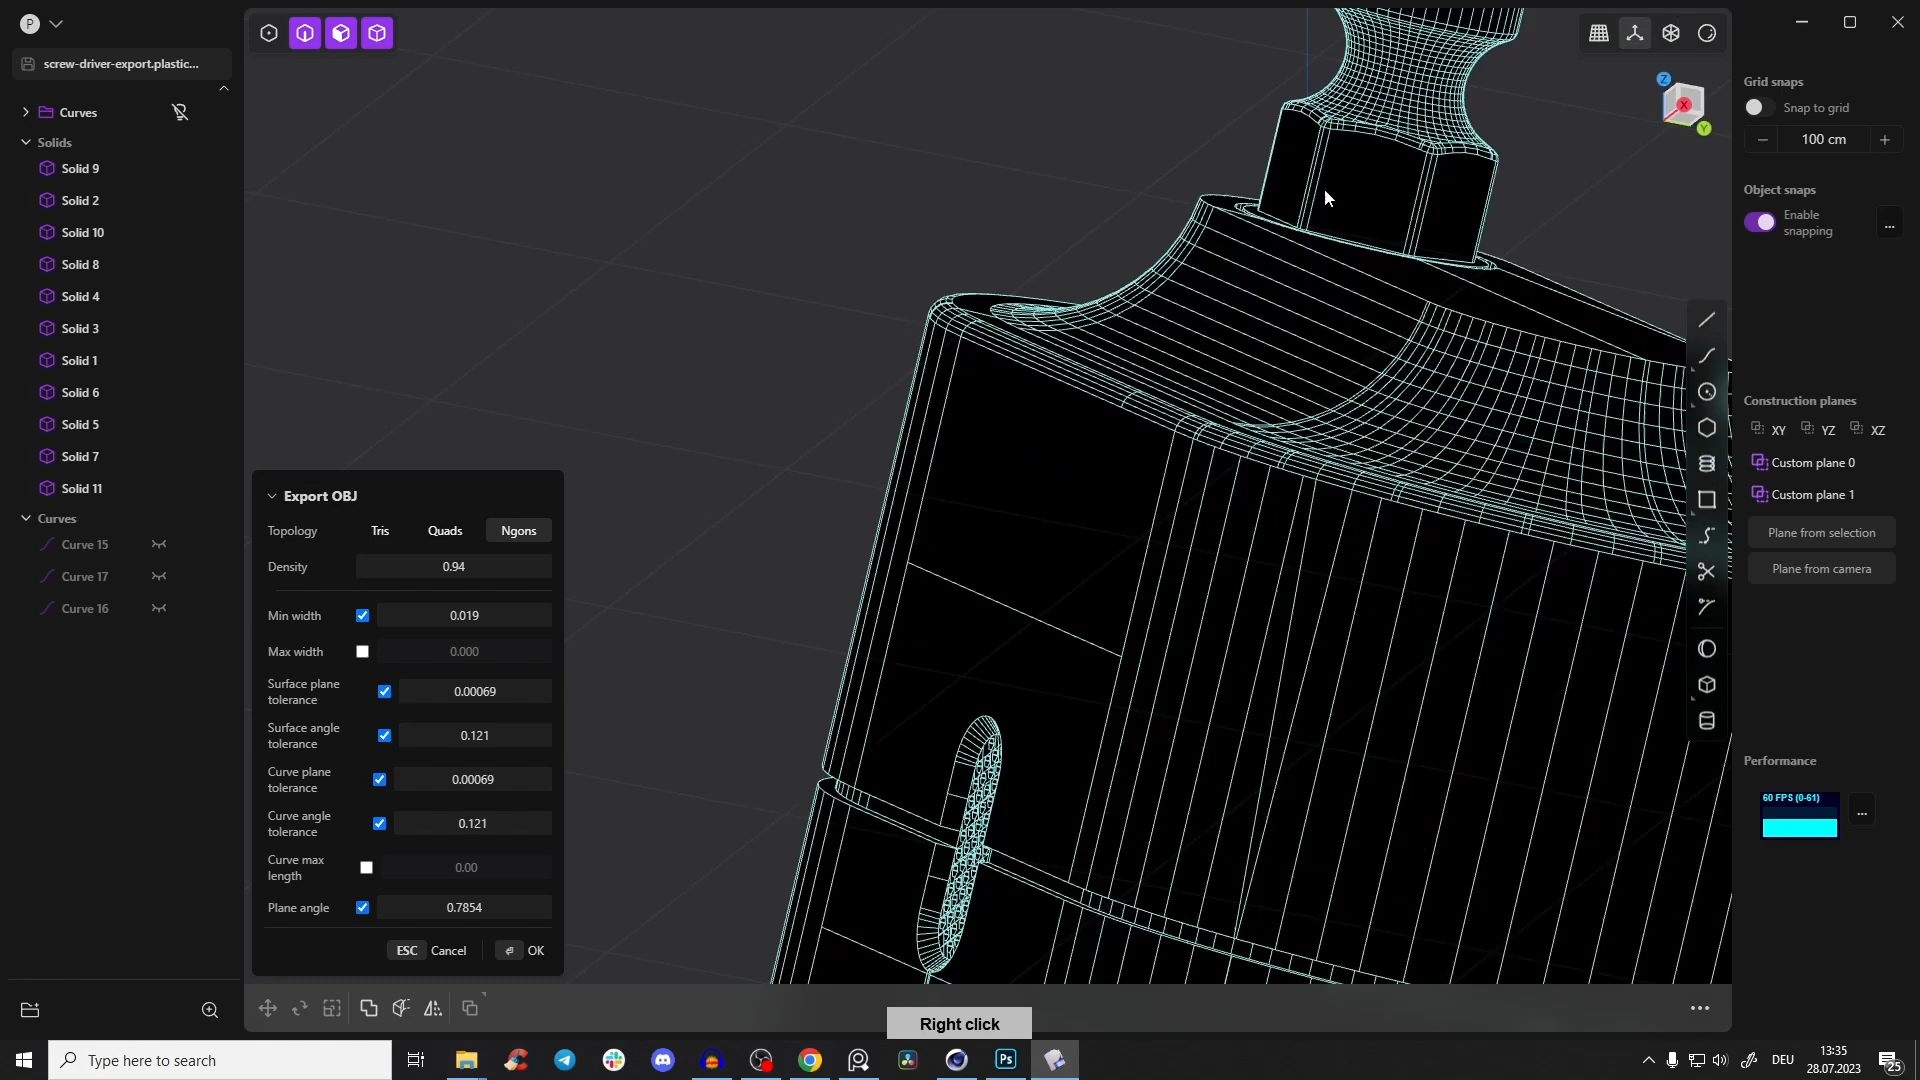 P
screw-driver-export.plastic...
Curves
Solids
Solid 9
Solid 2
Solid 10
Solid 8
Solid 4
Solid 3
Solid 1
Solid 6
Solid 5
Solid 7
Solid 11
Curves
Curve 15
Curve 17
Curve 16
Export OBJ
Topology Tris Quads Ngons
Density 0.94
Min width 0.019
Max width 0.000
Surface plane tolerance 0.00069
Surface angle tolerance 0.121
Curve plane tolerance 0.00069
Curve angle tolerance 0.121
Curve max length 0.00
Plane angle 0.7854
ESC Cancel OK
Z
X
Y
Grid snaps
Snap to grid
100 cm
Object snaps
Enable snapping
...
Construction planes
XY YZ XZ
Custom plane 0
Custom plane 1
Plane from selection
Plane from camera
Performance
60 FPS (0-61)
...
Right click
Type here to search
Ps
DEU
13:35
28.07.2023
25